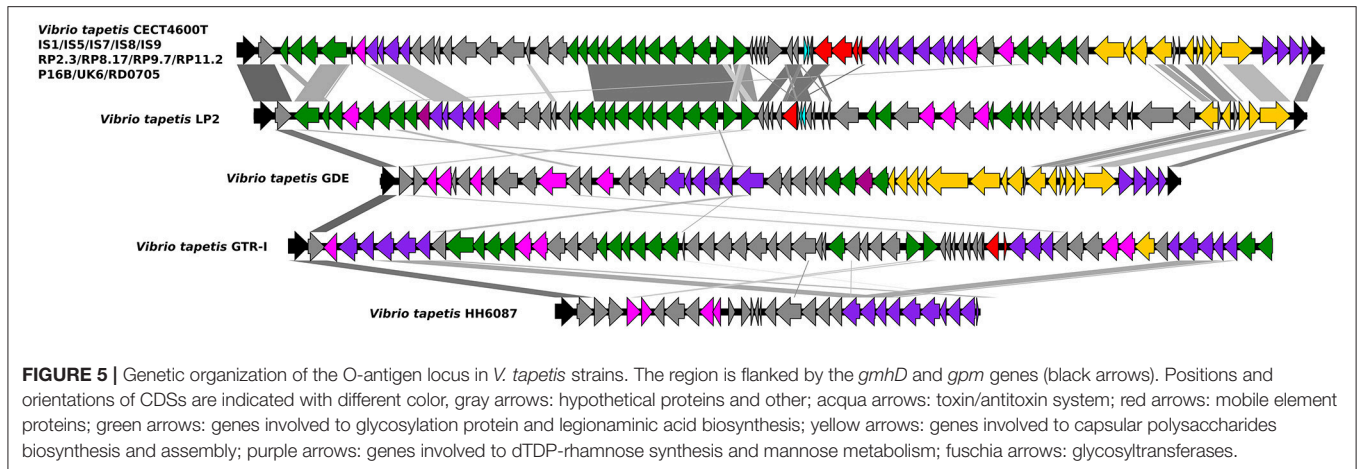 Vibrio tapetis CECT4600T
IS1/IS5/IS7/IS8/IS9
RP2.3/RP8.17/RP9.7/RP11.2
P16B/UK6/RD0705
Vibrio tapetis LP2
Vibrio tapetis GDE
Vibrio tapetis GTR-I
Vibrio tapetis HH6087
FIGURE 5 | Genetic organization of the O-antigen locus in V. tapetis strains. The region is flanked by the gmhD and gpm genes (black arrows). Positions and
orientations of CDSs are indicated with different color, gray arrows: hypothetical proteins and other; acqua arrows: toxin/antitoxin system; red arrows: mobile element
proteins; green arrows: genes involved to glycosylation protein and legionaminic acid biosynthesis; yellow arrows: genes involved to capsular polysaccharides
biosynthesis and assembly; purple arrows: genes involved to dTDP-rhamnose synthesis and mannose metabolism; fuschia arrows: glycosyltransferases.